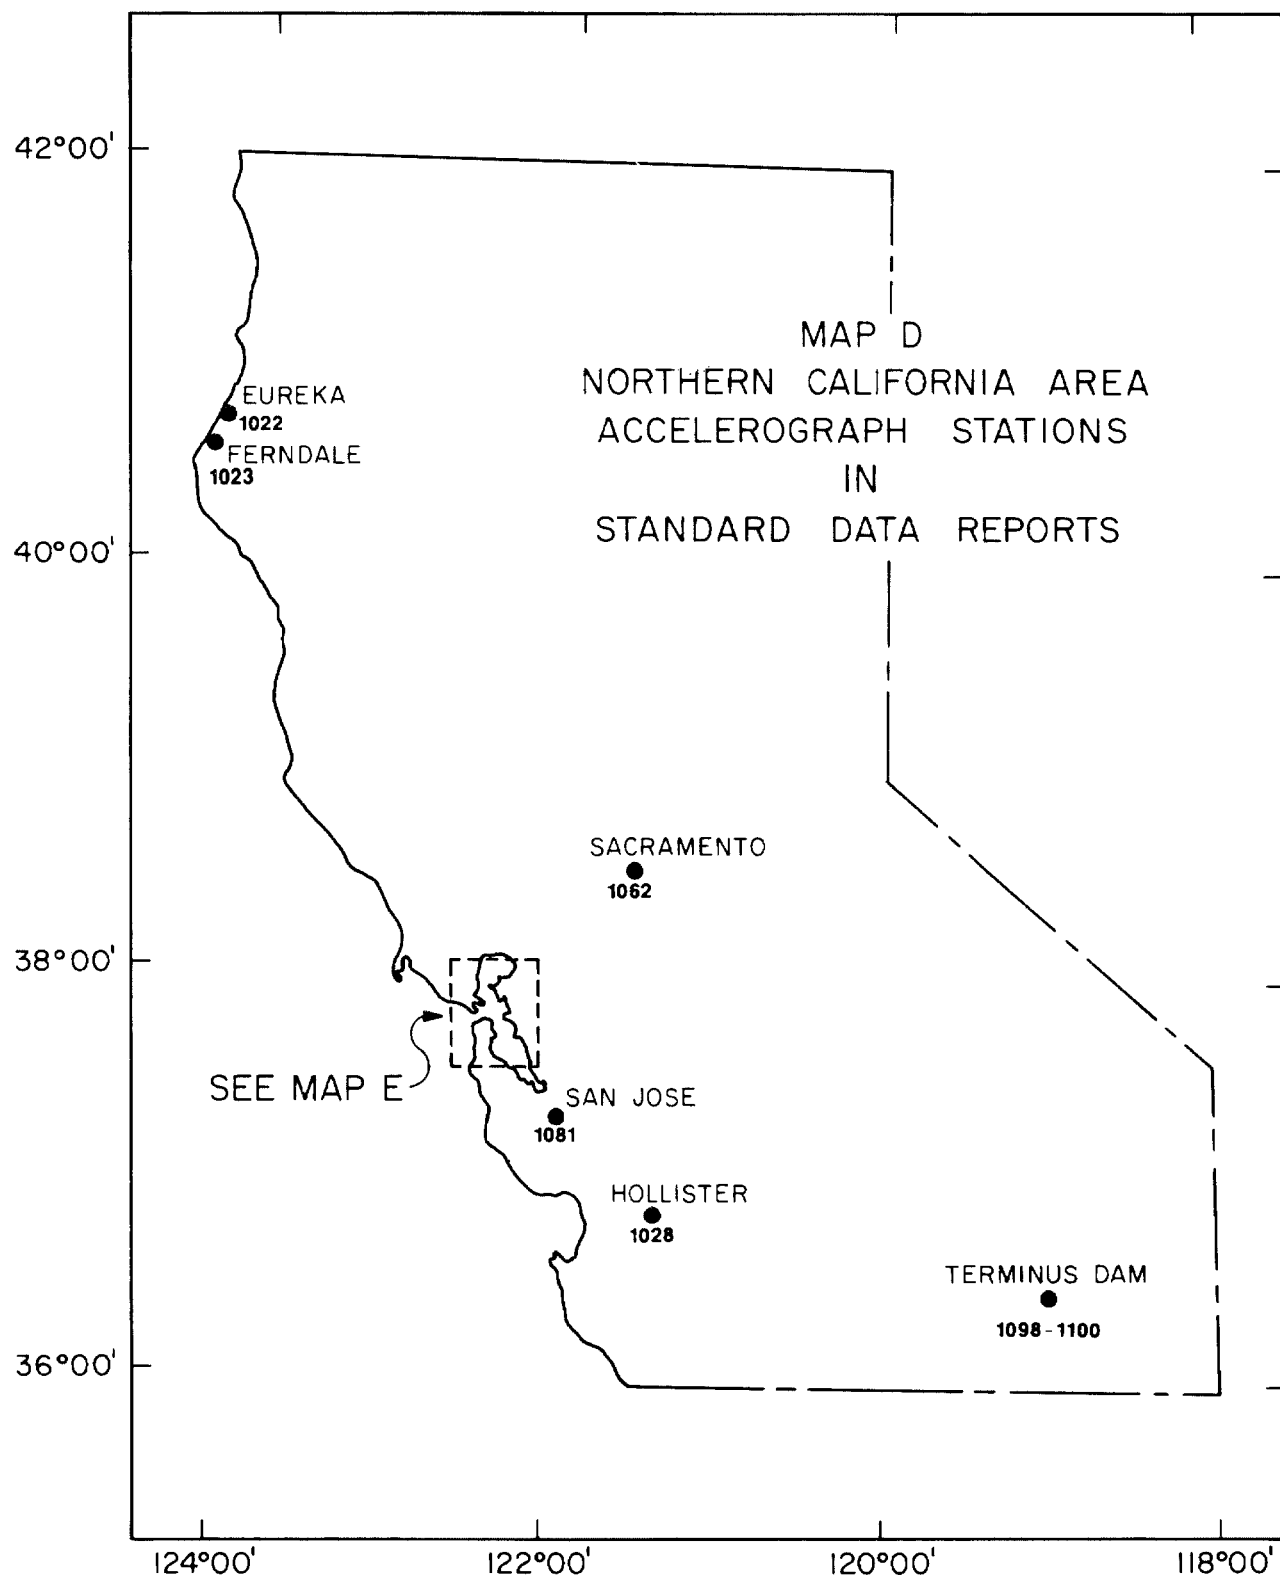 42°00'
MAP D
NORTHERN CALIFORNIA AREA
ACCELEROGRAPH STATIONS
IN
STANDARD DATA REPORTS
EUREKA
1022
FERNDALE
1023
40°00'
SACRAMENTO
1062
38°00'
SEE MAP E
SAN JOSE
1081
HOLLISTER
1028
TERMINUS DAM
1098-1100
36°00'
124°00' 122°00' 120°00' 118°00'